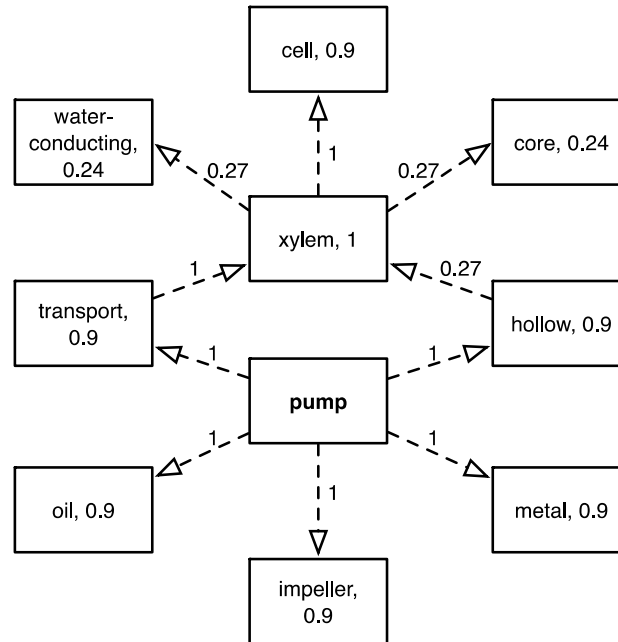 cell, 0.9
water-
conducting,
0.24
core, 0.24
1
0.27
0.27
xylem, 1
1
0.27
transport,
0.9
hollow, 0.9
1
1
pump
1
1
1
oil, 0.9
metal, 0.9
impeller,
0.9